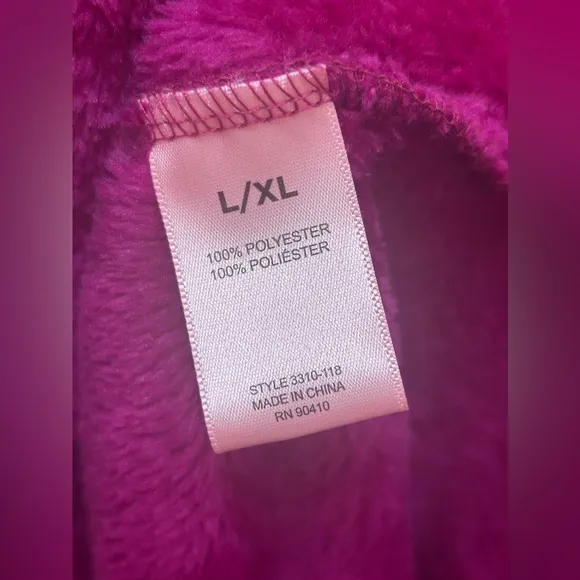 L/XL
100% POLYESTER
100% POLIÉSTER
STYLE 3310-118
MADE IN CHINA
RN 90410